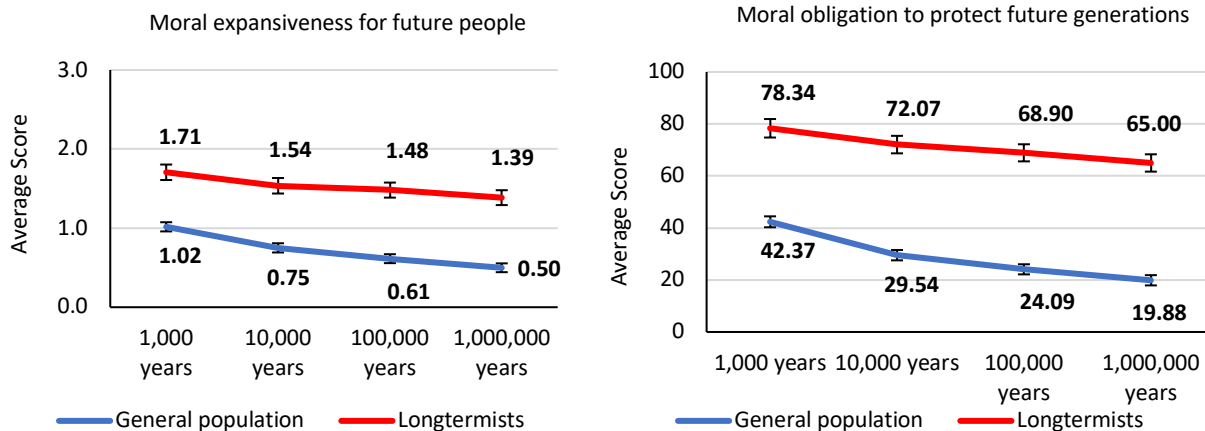 Moral expansiveness for future people
3.0
2.0
1.0
0.0
Average Score
1.71
1.54
1.48
1.39
1.02
0.75
0.61
0.50
1,000 years
10,000 years
100,000 years
1,000,000 years
General population
Longtermists
Moral obligation to protect future generations
100
80
60
40
20
0
Average Score
78.34
72.07
68.90
65.00
42.37
29.54
24.09
19.88
1,000 years
10,000 years
100,000 years
1,000,000 years
General population
Longtermists